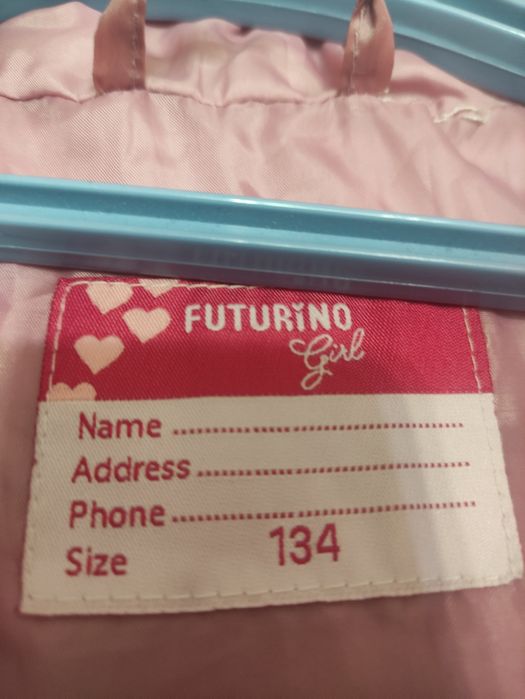 FUTURiNO
Girl
Name ........................................
Address ........................................
Phone ........................................
Size 134